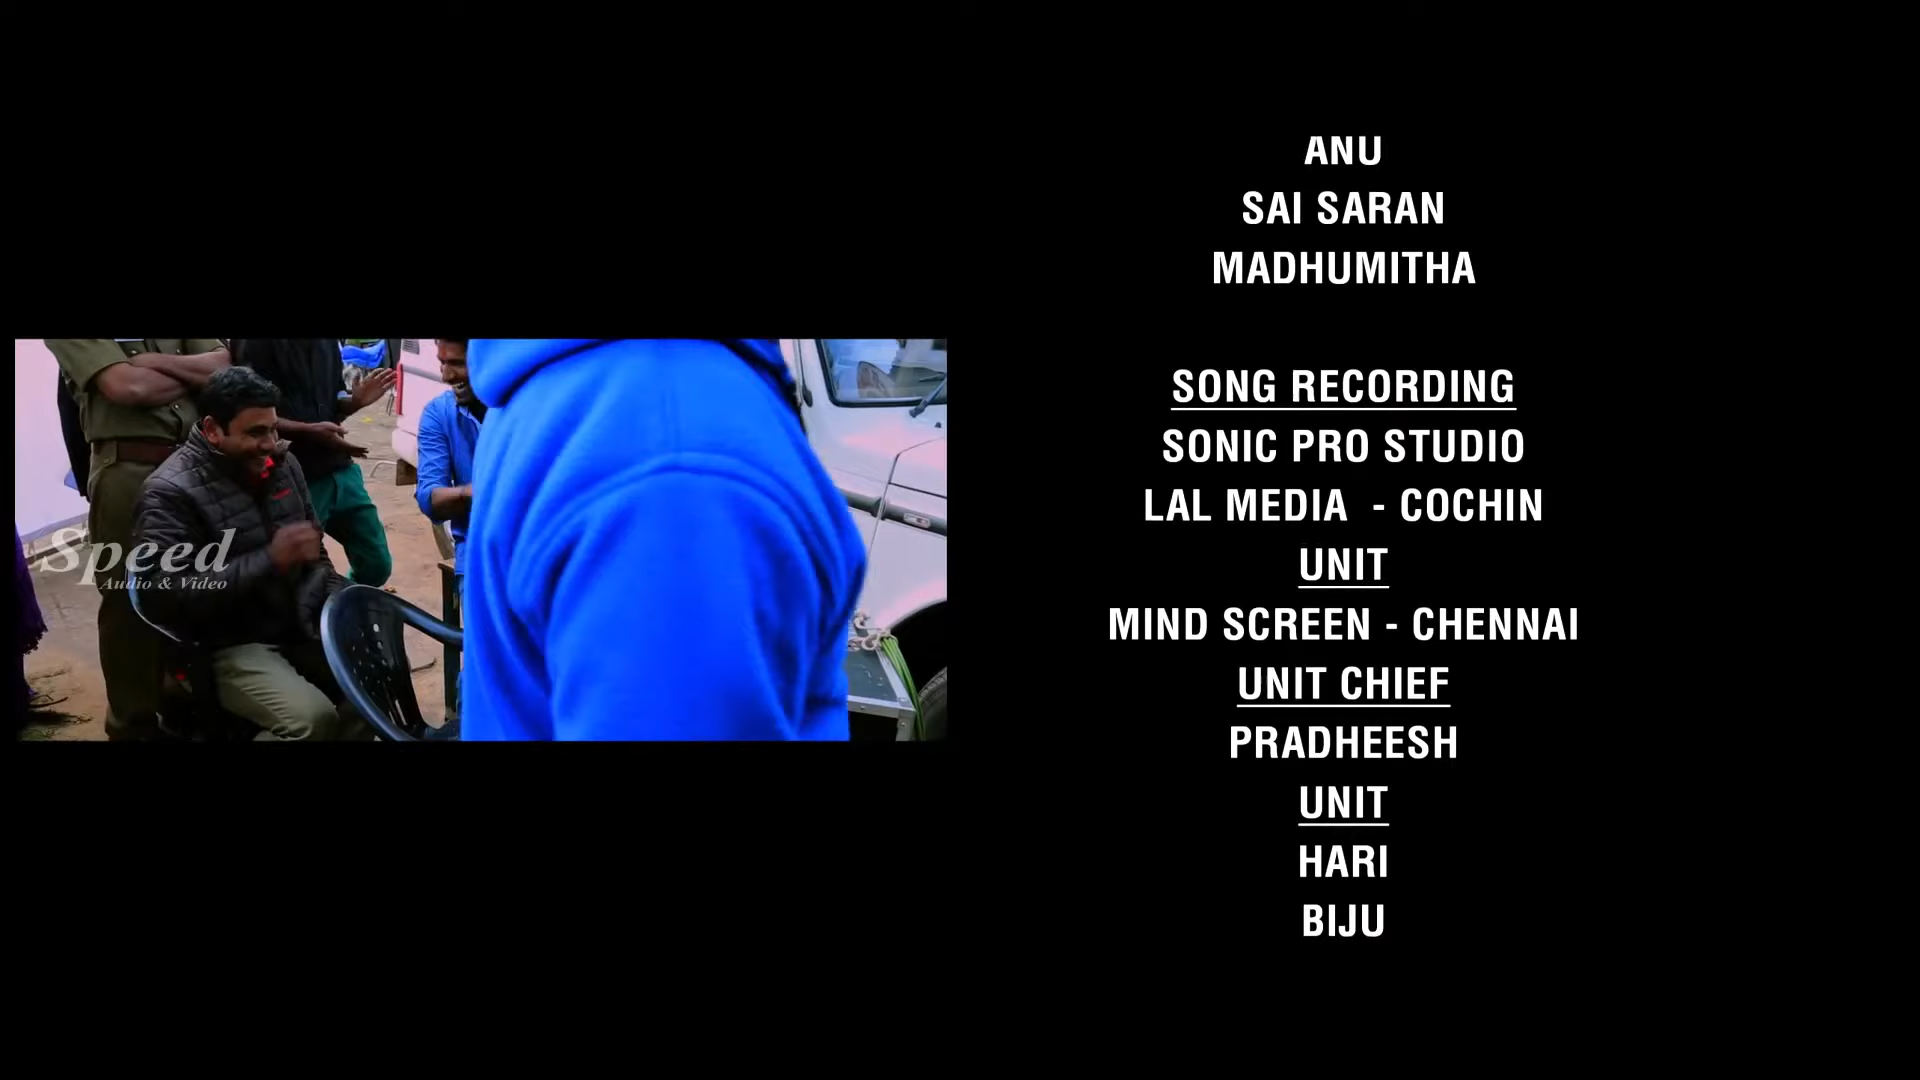 ANU
SAI SARAN
MADHUMITHA
SONG RECORDING
SONIC PRO STUDIO
LAL MEDIA - COCHIN
UNIT
MIND SCREEN - CHENNAI
UNIT CHIEF
PRADHEESH
UNIT
HARI
BIJU
Speed
Audio & Video